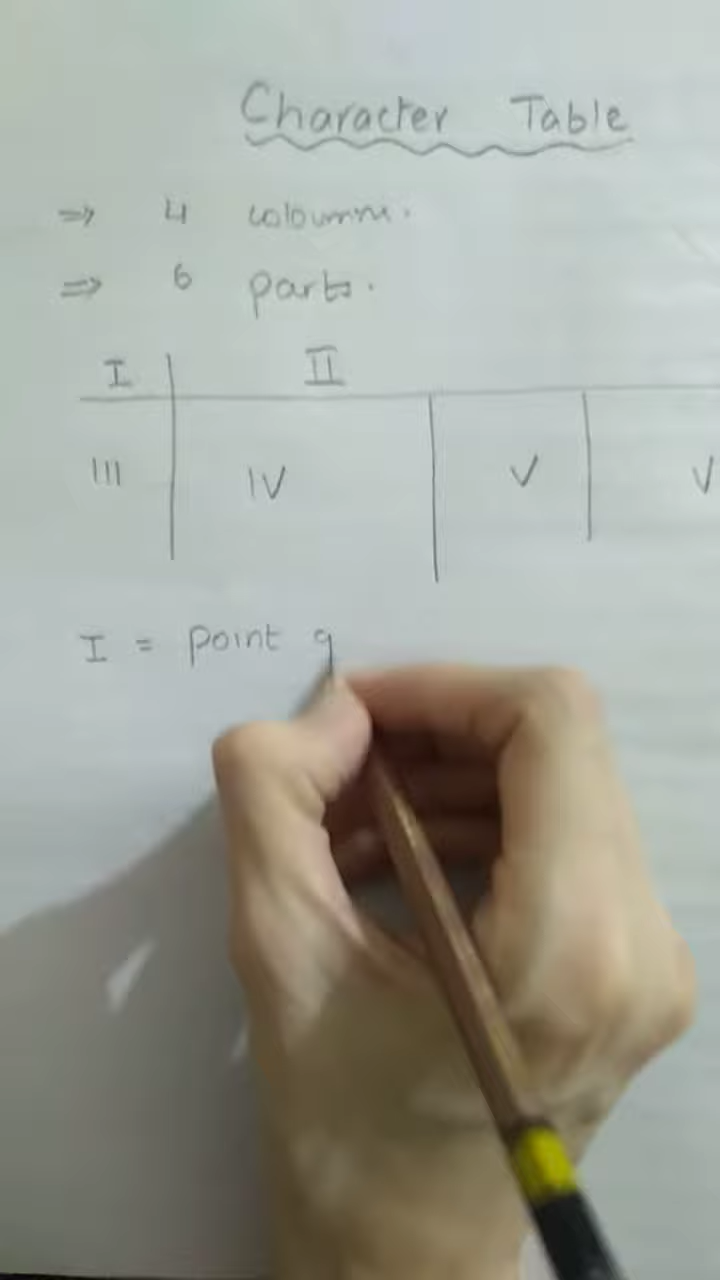 Character Table
⇒ 4 coloumn.
⇒ 6 parts.
I II
III IV V V
I = point g